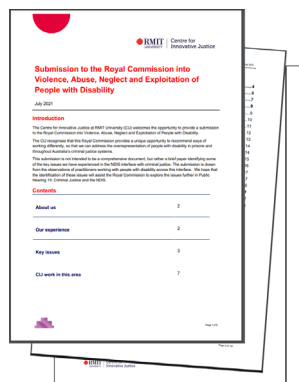 RMIT
UNIVERSITY
Centre for
Innovative Justice
Submission to the Royal Commission into
Violence, Abuse, Neglect and Exploitation of
People with Disability
July 2021
Introduction
The Centre for Innovative Justice at RMIT University (CIJ) welcomes the opportunity to provide a submission
to the Royal Commission into Violence, Abuse, Neglect and Exploitation of People with Disability.
The CIJ recognises that this Royal Commission provides a unique opportunity to recommend ways of
working differently, so that we can address the overrepresentation of people with disability in prisons and
throughout Australia's criminal justice systems.
This submission is not intended to be a comprehensive document, but rather a brief paper identifying some
of the key issues we have experienced in the NDIS interface with criminal justice. The submission is drawn
from the observations of practitioners working with people with disability across this interface. We hope that
the identification of these issues will assist the Royal Commission to explore the issues further in Public
Hearing 15: Criminal Justice and the NDIS.
Contents
About us 2
Our experience 2
Key issues 3
CIJ work in this area 7
RMIT
Innovative Justice